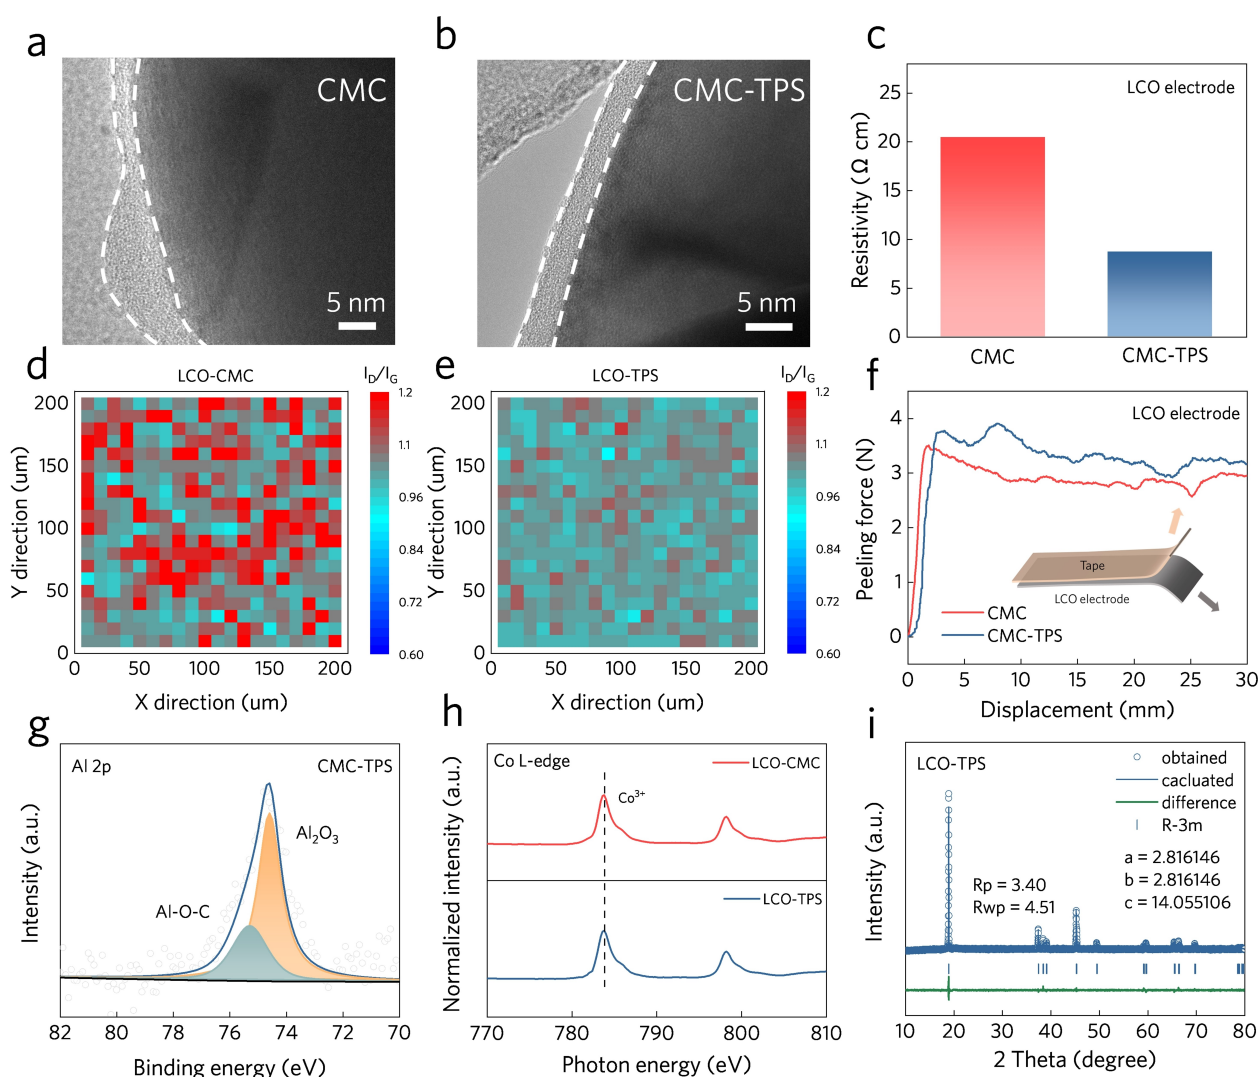 a
CMC
5 nm
b
CMC-TPS
5 nm
c
LCO electrode
Resistivity (Ω cm)
25
20
15
10
5
0
CMC
CMC-TPS
d
LCO-CMC
I_D/I_G
Y direction (um)
200
150
100
50
0
0
50
100
150
200
X direction (um)
1.2
1.1
0.96
0.84
0.72
0.60
e
LCO-TPS
I_D/I_G
Y direction (um)
200
150
100
50
0
0
50
100
150
200
X direction (um)
1.2
1.1
0.96
0.84
0.72
0.60
f
LCO electrode
Peeling force (N)
4
3
2
1
0
Tape
LCO electrode
CMC
CMC-TPS
0
5
10
15
20
25
30
Displacement (mm)
g
Al 2p
CMC-TPS
Al₂O₃
Al-O-C
Intensity (a.u.)
82
80
78
76
74
72
70
Binding energy (eV)
h
Co L-edge
LCO-CMC
Co³⁺
LCO-TPS
Normalized intensity (a.u.)
770
780
790
800
810
Photon energy (eV)
i
LCO-TPS
obtained
cacluated
difference
R-3m
a = 2.816146
b = 2.816146
c = 14.055106
Rp = 3.40
Rwp = 4.51
Intensity (a.u.)
10
20
30
40
50
60
70
80
2 Theta (degree)